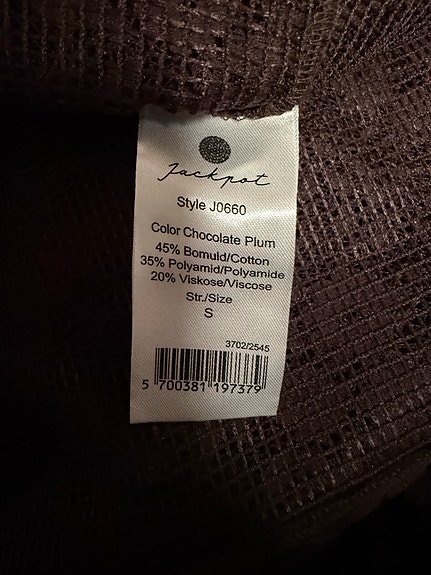 Jackpot
Style J0660
Color Chocolate Plum
45% Bomuld/Cotton
35% Polyamid/Polyamide
20% Viskose/Viscose
Str./Size
S
3702/2545
5 700381 197379